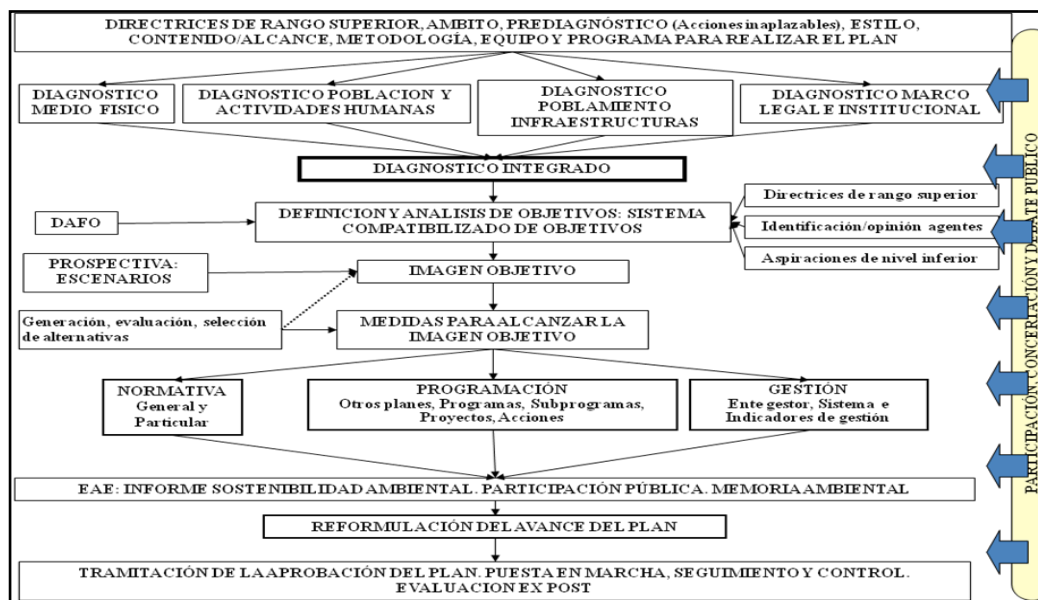 DIRECTRICES DE RANGO SUPERIOR, AMBITO, PREDIAGNÓSTICO (Acciones inaplazables), ESTILO,
CONTENIDO/ALCANCE, METODOLOGÍA, EQUIPO Y PROGRAMA PARA REALIZAR EL PLAN
DIAGNOSTICO
MEDIO FISICO
DIAGNOSTICO POBLACION Y
ACTIVIDADES HUMANAS
DIAGNOSTICO
POBLAMIENTO
INFRAESTRUCTURAS
DIAGNOSTICO MARCO
LEGAL E INSTITUCIONAL
DIAGNOSTICO INTEGRADO
DAFO
DEFINICION Y ANALISIS DE OBJETIVOS: SISTEMA
COMPATIBILIZADO DE OBJETIVOS
Directrices de rango superior
Identificación/opinión agentes
Aspiraciones de nivel inferior
PROSPECTIVA:
ESCENARIOS
IMAGEN OBJETIVO
Generación, evaluación, selección
de alternativas
MEDIDAS PARA ALCANZAR LA
IMAGEN OBJETIVO
NORMATIVA
General y
Particular
PROGRAMACIÓN
Otros planes, Programas, Subprogramas,
Proyectos, Acciones
GESTIÓN
Ente gestor, Sistema e
Indicadores de gestión
EAE: INFORME SOSTENIBILIDAD AMBIENTAL. PARTICIPACIÓN PÚBLICA. MEMORIA AMBIENTAL
REFORMULACIÓN DEL AVANCE DEL PLAN
TRAMITACIÓN DE LA APROBACIÓN DEL PLAN. PUESTA EN MARCHA, SEGUIMIENTO Y CONTROL.
EVALUACION EX POST
PARTICIPACIÓN, CONCERTACIÓN Y DEBATE PUBLICO